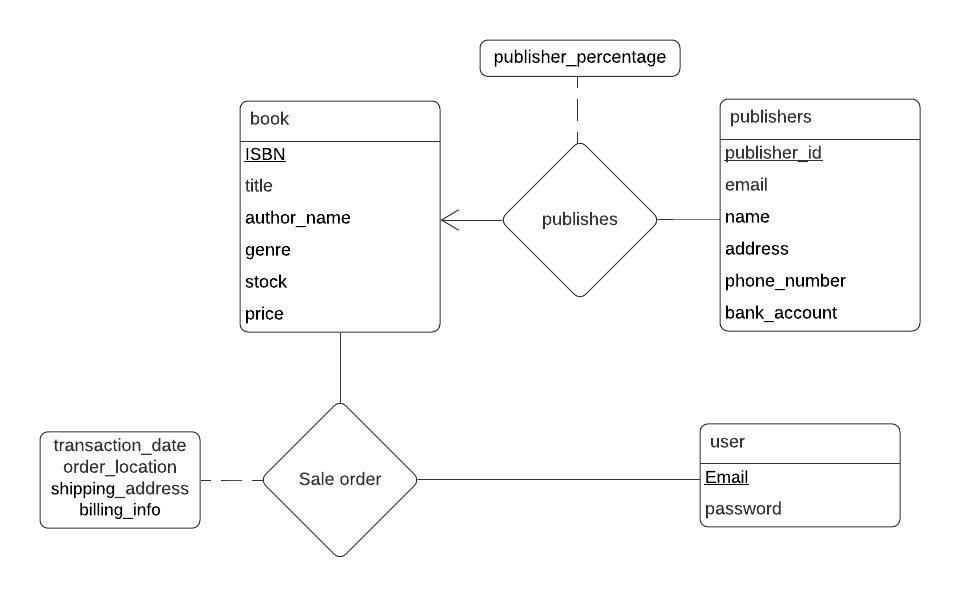 publisher_percentage
book
ISBN
title
author_name
genre
stock
price
publishes
publishers
publisher_id
email
name
address
phone_number
bank_account
transaction_date
order_location
shipping_address
billing_info
Sale order
user
Email
password